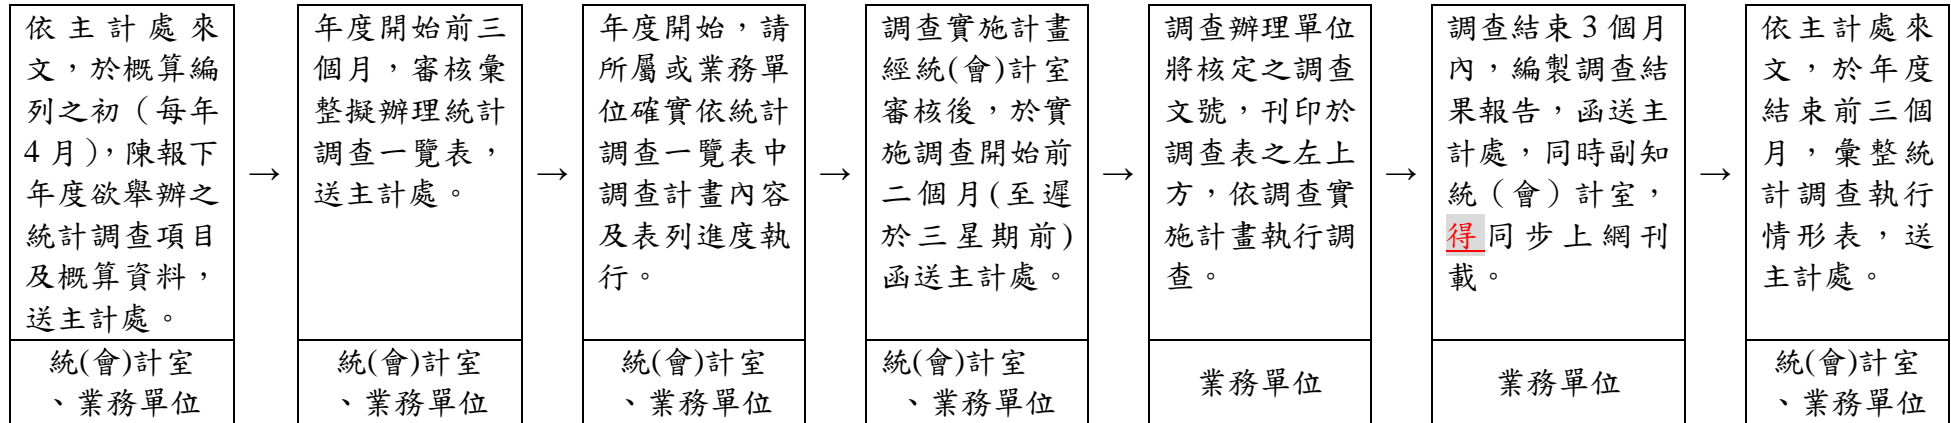 依主計處來
文，於概算編
列之初（每年
4月），陳報下
年度欲舉辦之
統計調查項目
及概算資料，
送主計處。
統(會)計室
、業務單位
→
年度開始前三
個月，審核彙
整擬辦理統計
調查一覽表，
送主計處。
統(會)計室
、業務單位
→
年度開始，請
所屬或業務單
位確實依統計
調查一覽表中
調查計畫內容
及表列進度執
行。
統(會)計室
、業務單位
→
調查實施計畫
經統(會)計室
審核後，於實
施調查開始前
二個月(至遲
於三星期前)
函送主計處。
統(會)計室
、業務單位
→
調查辦理單位
將核定之調查
文號，刊印於
調查表之左上
方，依調查實
施計畫執行調
查。
業務單位
→
調查結束3個月
內，編製調查結
果報告，函送主
計處，同時副知
統（會）計室，
得同步上網刊
載。
業務單位
→
依主計處來
文，於年度
結束前三個
月，彙整統
計調查執行
情形表，送
主計處。
統(會)計室
、業務單位